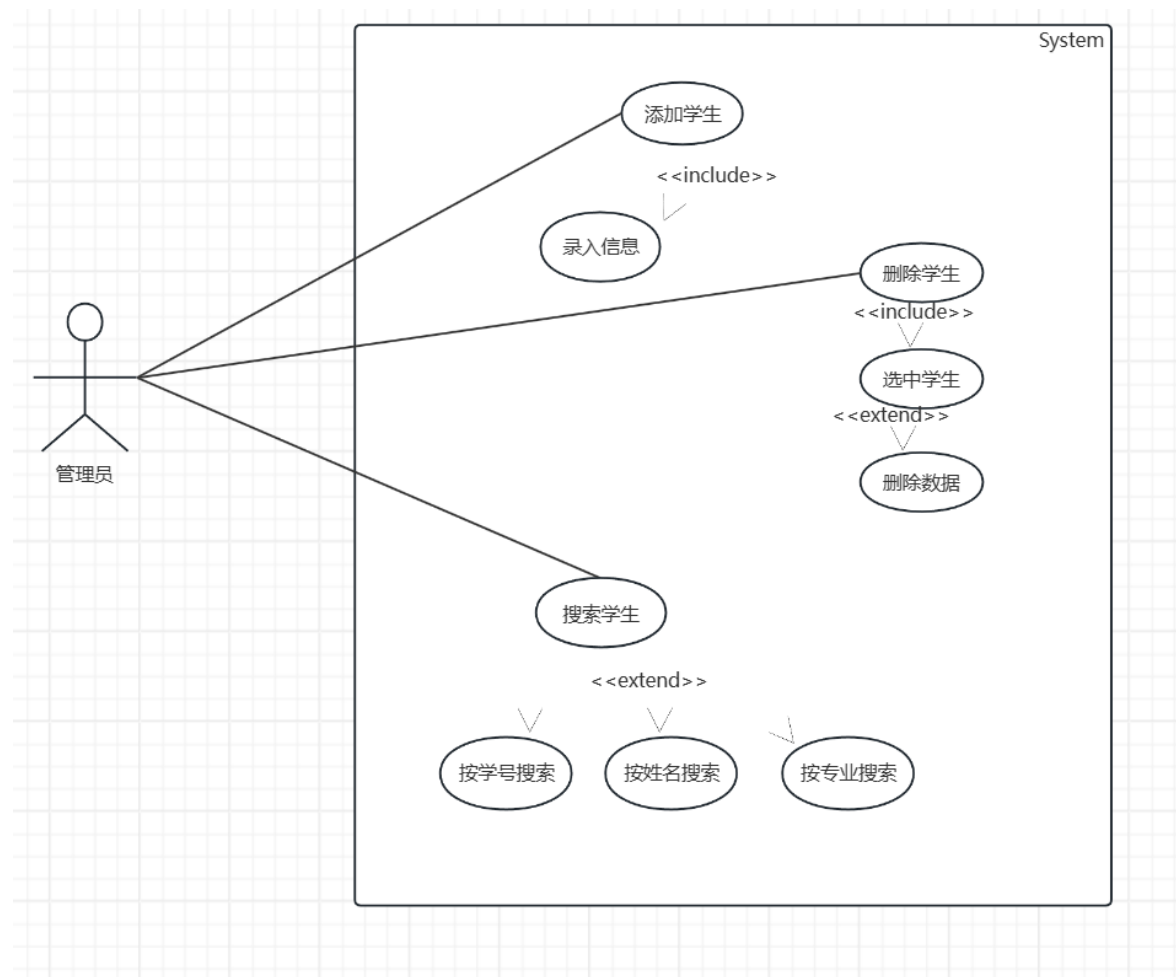 System
添加学生
<<include>>
录入信息
删除学生
<<include>>
选中学生
<<extend>>
删除数据
管理员
搜索学生
<<extend>>
按学号搜索
按姓名搜索
按专业搜索